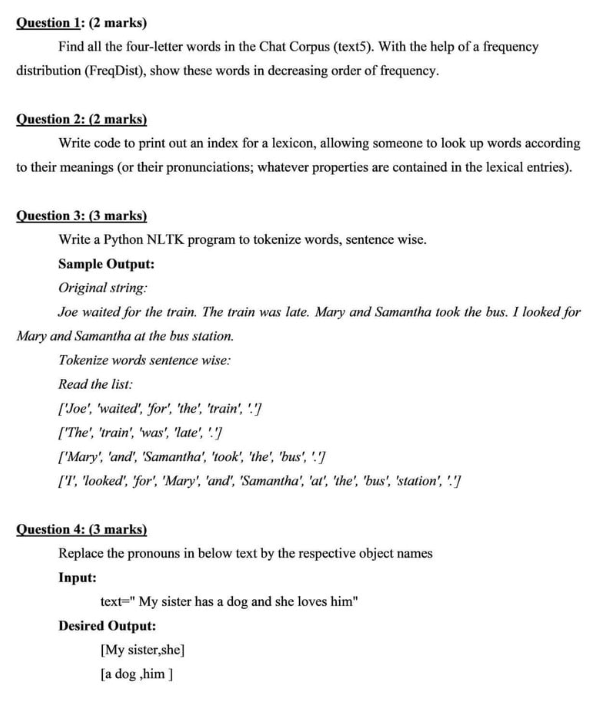 Question 1: (2 marks)
Find all the four-letter words in the Chat Corpus (text5). With the help of a frequency
distribution (FreqDist), show these words in decreasing order of frequency.
Question 2: (2 marks)
Write code to print out an index for a lexicon, allowing someone to look up words according
to their meanings (or their pronunciations; whatever properties are contained in the lexical entries).
Question 3: (3 marks)
Write a Python NLTK program to tokenize words, sentence wise.
Sample Output:
Original string:
Joe waited for the train. The train was late. Mary and Samantha took the bus. I looked for
Mary and Samantha at the bus station.
Tokenize words sentence wise:
Read the list:
['Joe', 'waited', 'for', 'the', 'train', '.']
['The', 'train', 'was', 'late', '.']
['Mary', 'and', 'Samantha', 'took', 'the', 'bus', '.']
['I', 'looked', 'for', 'Mary', 'and', 'Samantha', 'at', 'the', 'bus', 'station', '.']
Question 4: (3 marks)
Replace the pronouns in below text by the respective object names
Input:
text=" My sister has a dog and she loves him"
Desired Output:
[My sister,she]
[a dog ,him ]